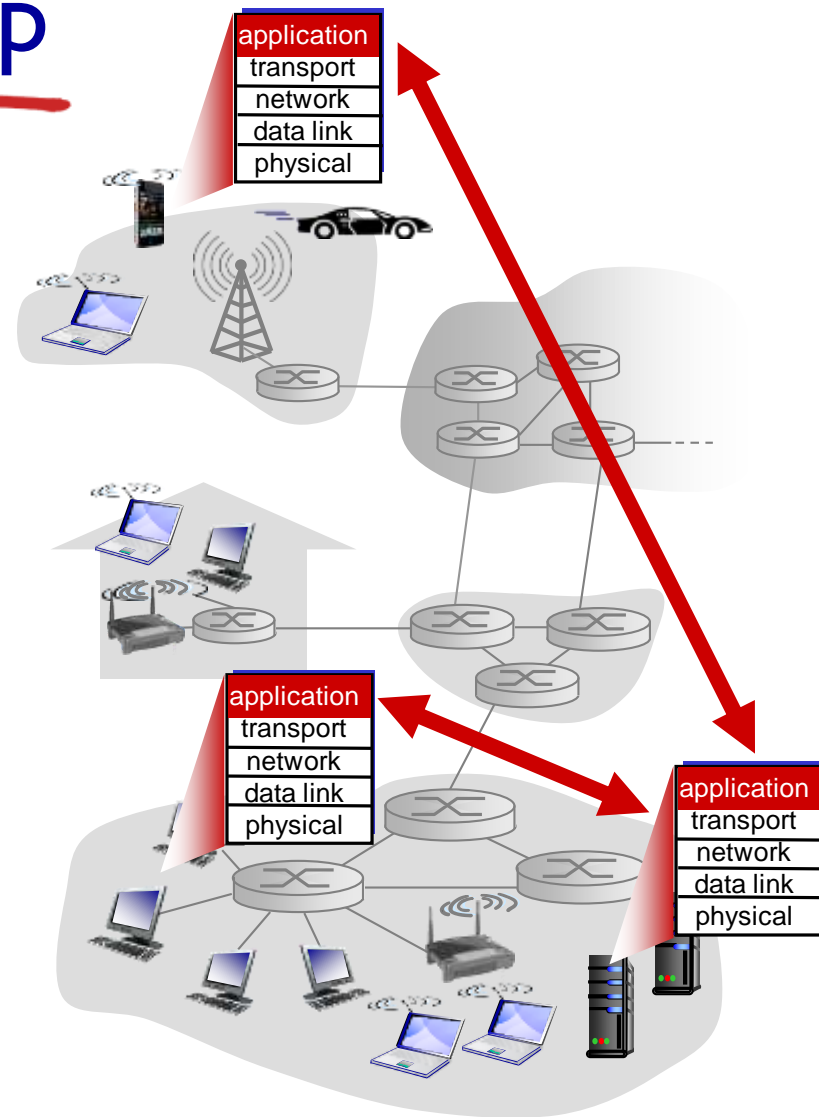 p
application
transport
network
data link
physical
application
transport
network
data link
physical
application
transport
network
data link
physical